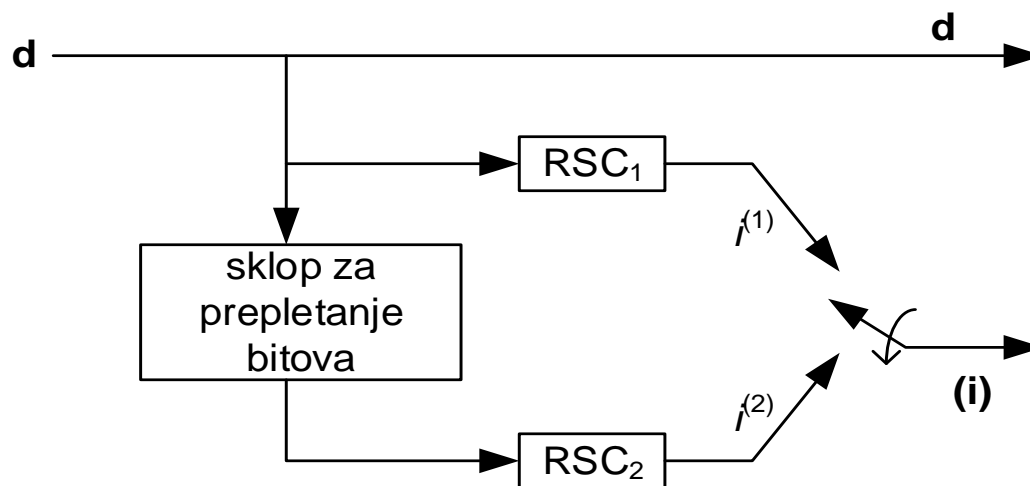 d
d
RSC₁
i⁽¹⁾
sklop za
prepletanje
bitova
(i)
i⁽²⁾
RSC₂